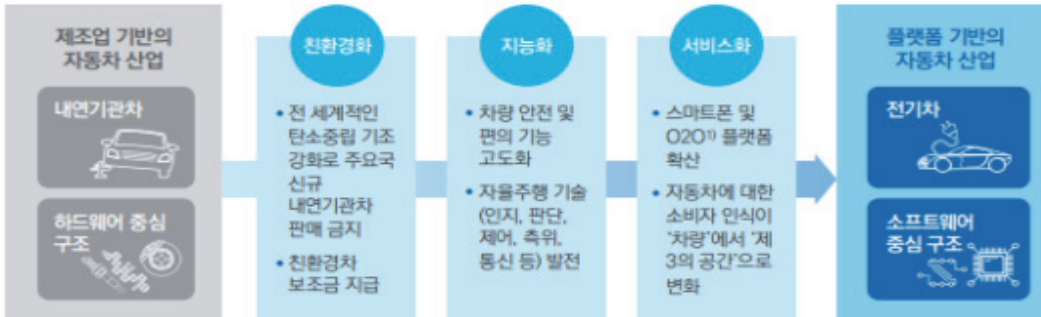 제조업 기반의
자동차 산업
내연기관차
하드웨어 중심
구조
친환경화
• 전 세계적인
탄소중립 기조
강화로 주요국
신규
내연기관차
판매 금지
• 친환경차
보조금 지급
지능화
• 차량 안전 및
편의 기능
고도화
• 자율주행 기술
(인지, 판단,
제어, 측위,
통신 등) 발전
서비스화
• 스마트폰 및
O2O¹⁾ 플랫폼
확산
• 자동차에 대한
소비자 인식이
‘차량’에서 ‘제
3의 공간’으로
변화
플랫폼 기반의
자동차 산업
전기차
소프트웨어
중심 구조